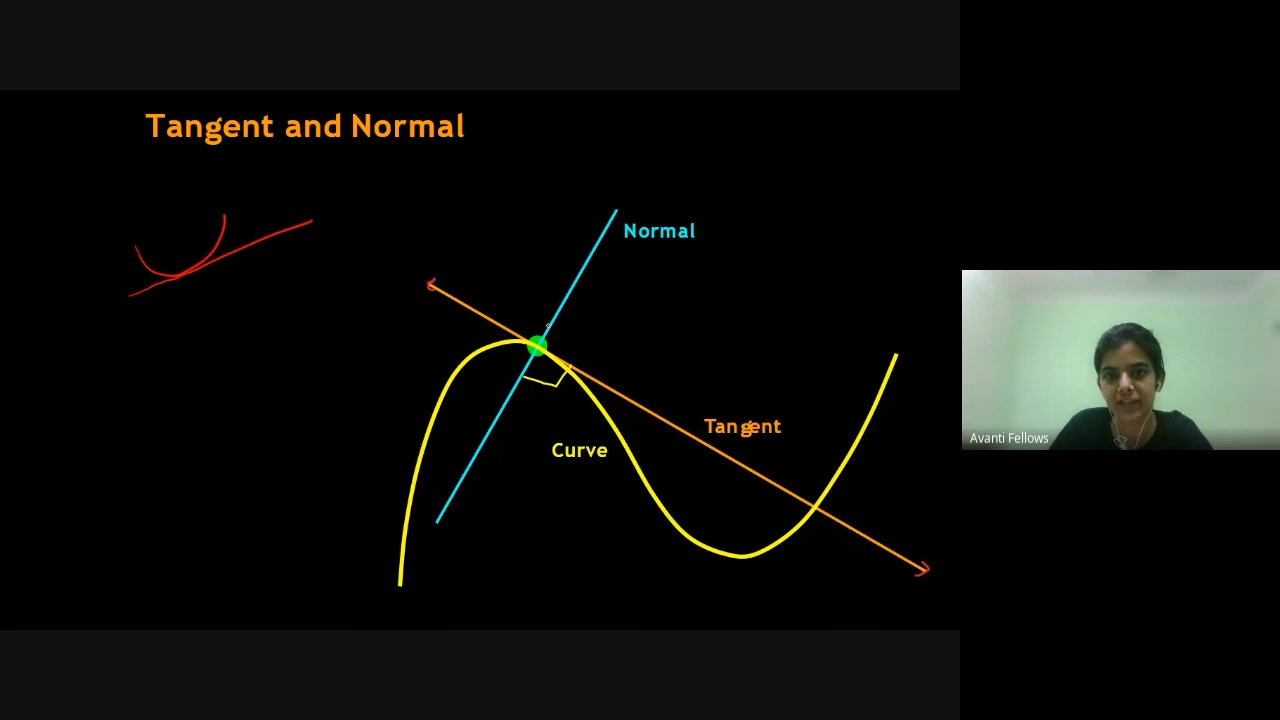 Tangent and Normal
Normal
Tangent
Curve
Avanti Fellows